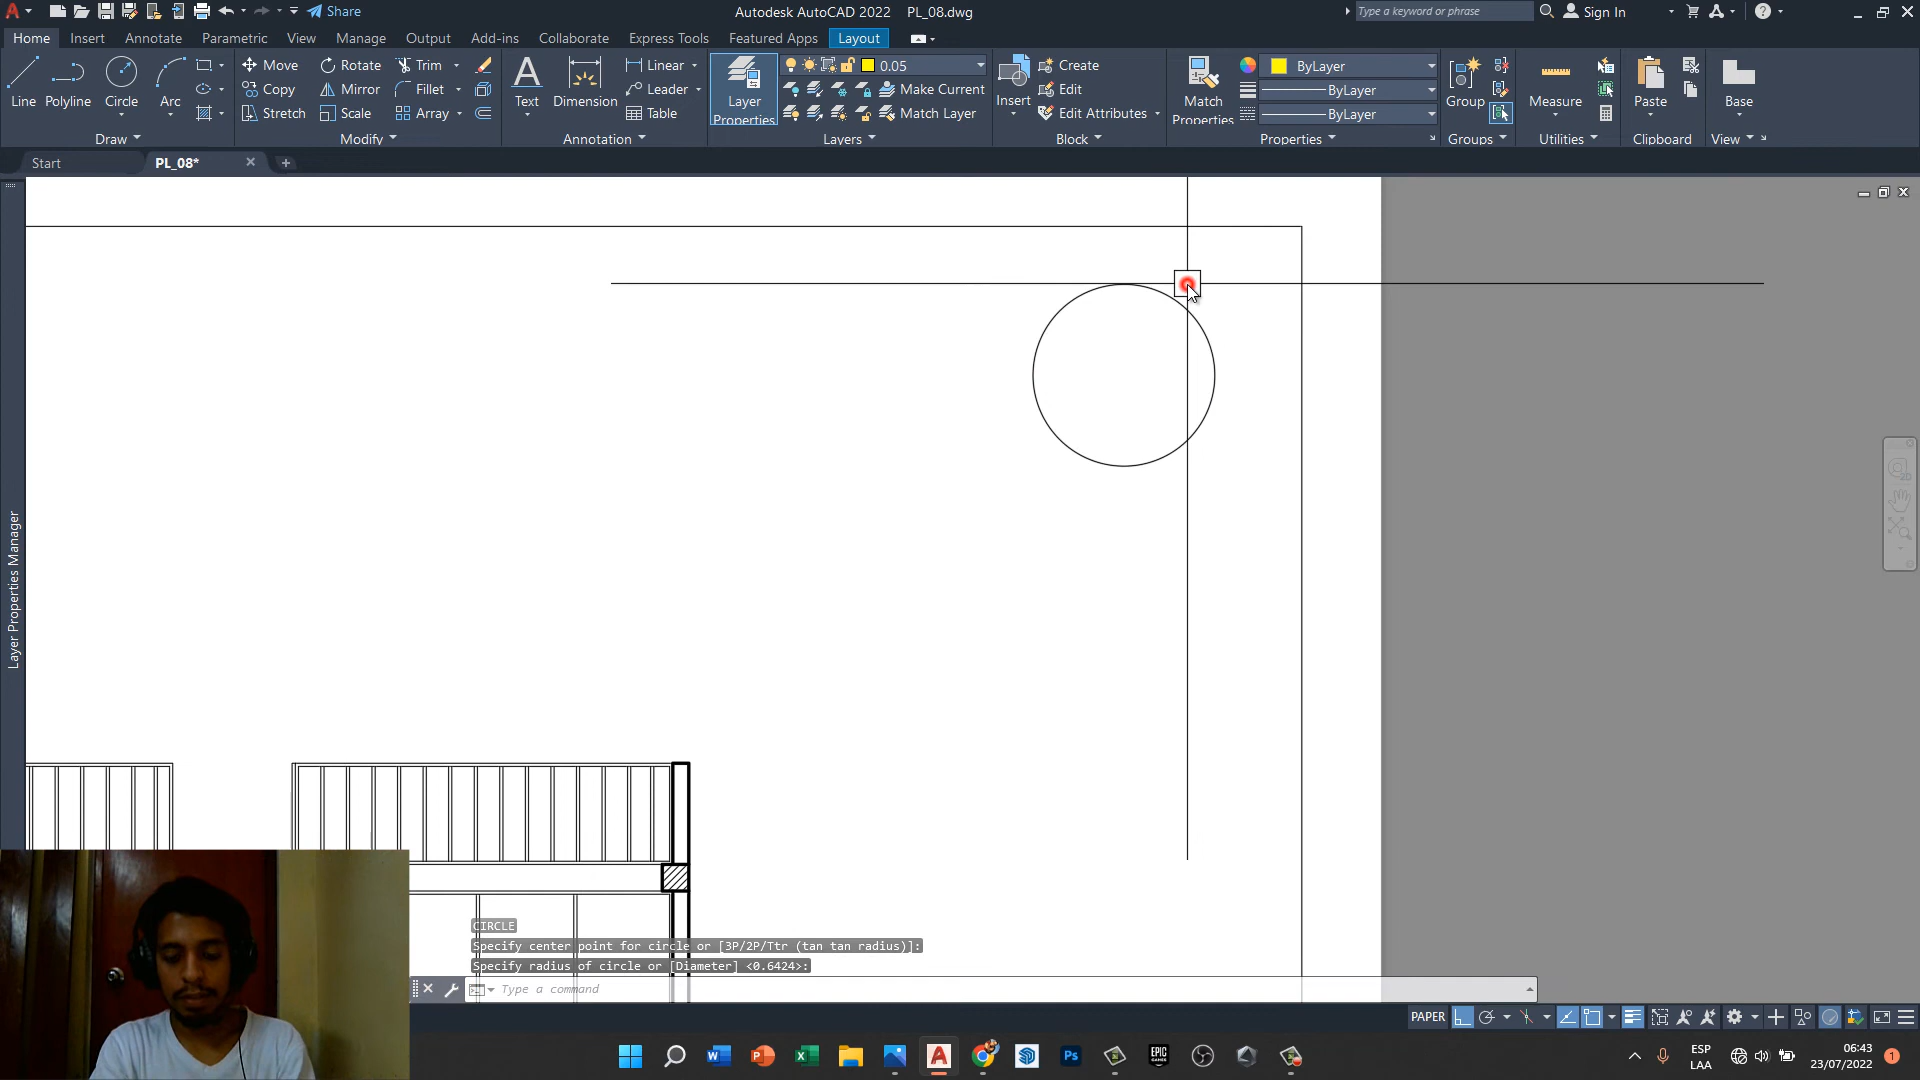 Share
Autodesk AutoCAD 2022 PL_08.dwg
Type a keyword or phrase
Sign In
Home Insert Annotate Parametric View Manage Output Add-ins Collaborate Express Tools Featured Apps Layout
Line
Polyline
Circle
Arc
Move
Copy
Stretch
Rotate
Mirror
Scale
Trim
Fillet
Array
Text
Dimension
Linear
Leader
Table
Layer
Properties
0.05
Make Current
Match Layer
Insert
Create
Edit
Edit Attributes
Match
Properties
ByLayer
ByLayer
ByLayer
Group
Measure
Paste
Base
Draw
Modify
Annotation
Layers
Block
Properties
Groups
Utilities
Clipboard
View
Start
PL_08*
Layer Properties Manager
CIRCLE
Specify center point for circle or [3P/2P/Ttr (tan tan radius)]:
Specify radius of circle or [Diameter] <0.6424>:
Type a command
PAPER
ESP
LAA
06:43
23/07/2022
1